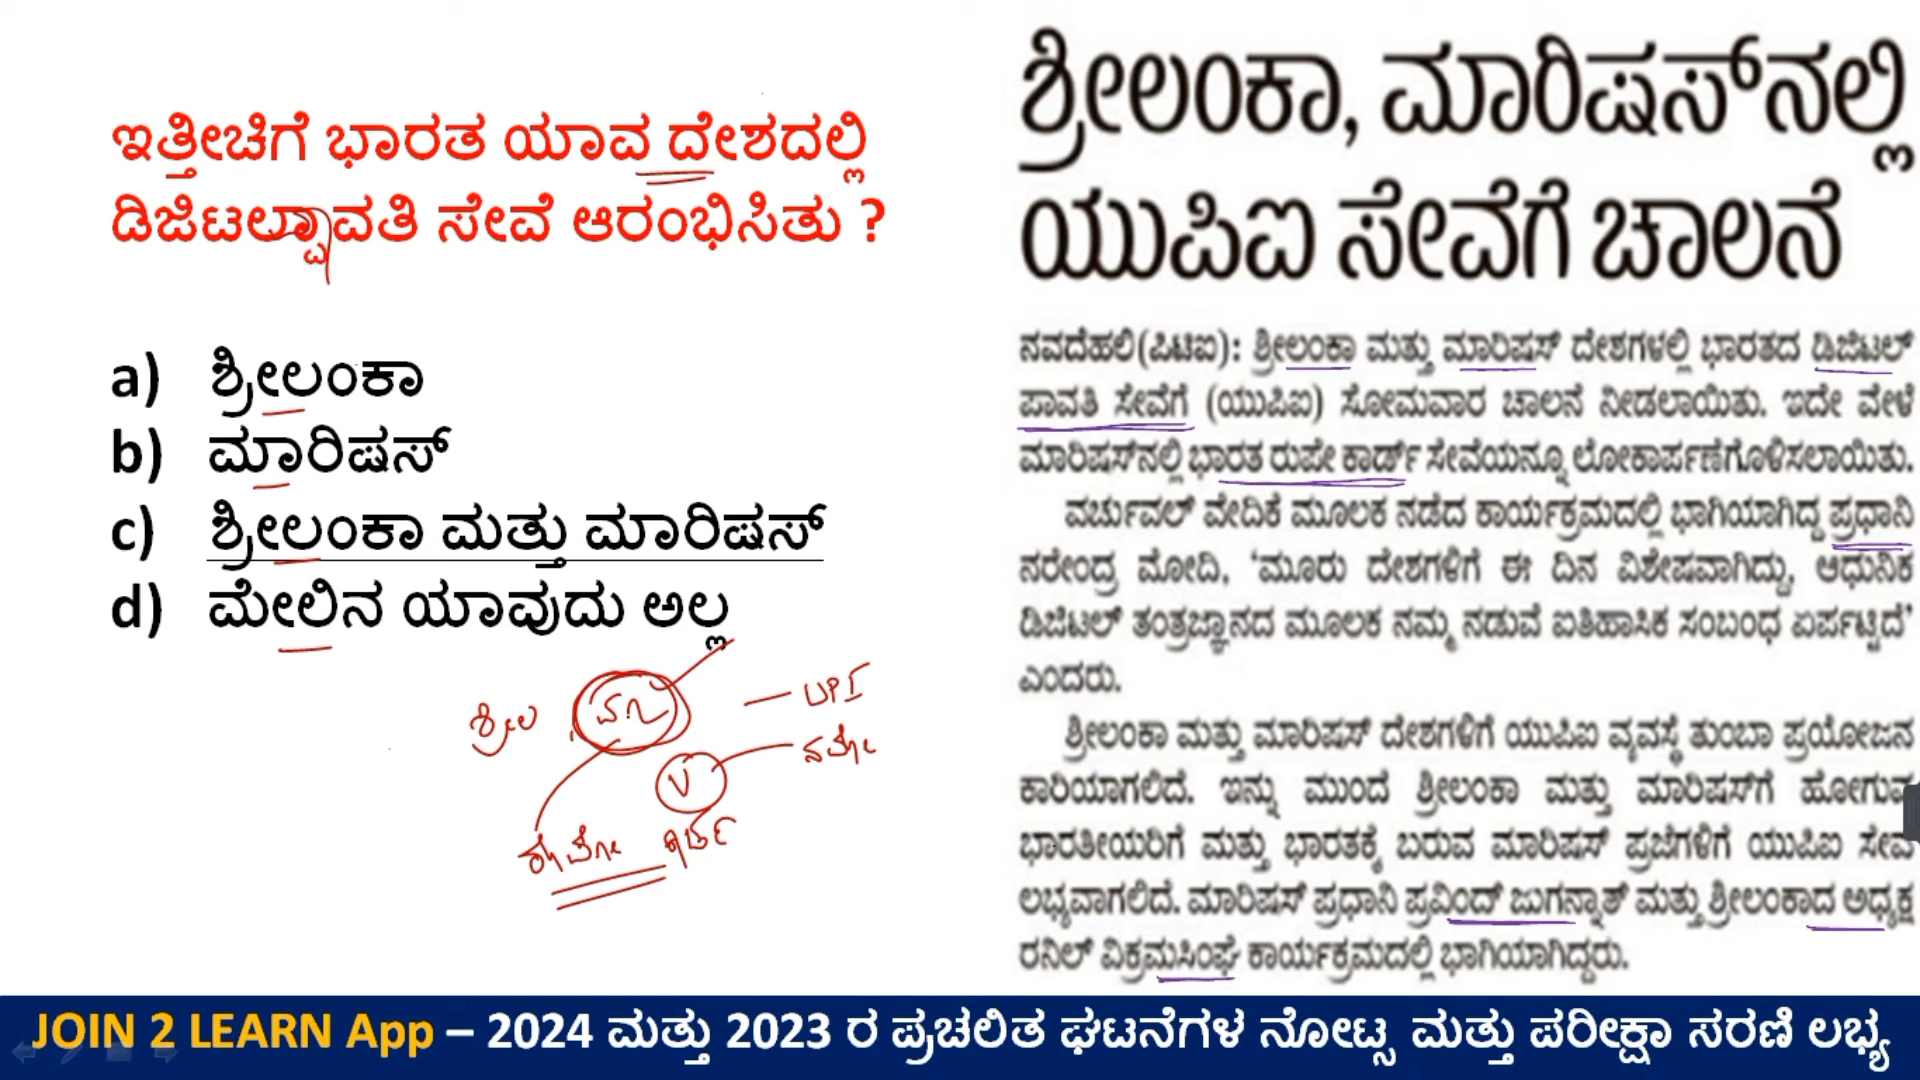 ಇತ್ತೀಚಿಗೆ ಭಾರತ ಯಾವ ದೇಶದಲ್ಲಿ
ಡಿಜಿಟಲ್ಪಾವತಿ ಸೇವೆ ಆರಂಭಿಸಿತು ?
a) ಶ್ರೀಲಂಕಾ
b) ಮಾರಿಷಸ್
c) ಶ್ರೀಲಂಕಾ ಮತ್ತು ಮಾರಿಷಸ್
d) ಮೇಲಿನ ಯಾವುದು ಅಲ್ಲ
UPI
ಶ್ರೀಲಂಕಾ, ಮಾರಿಷಸ್‌ನಲ್ಲಿ
ಯುಪಿಐ ಸೇವೆಗೆ ಚಾಲನೆ
ನವದೆಹಲಿ(ಪಿಟಿಐ): ಶ್ರೀಲಂಕಾ ಮತ್ತು ಮಾರಿಷಸ್ ದೇಶಗಳಲ್ಲಿ ಭಾರತದ ಡಿಜಿಟಲ್
ಪಾವತಿ ಸೇವೆಗೆ (ಯುಪಿಐ) ಸೋಮವಾರ ಚಾಲನೆ ನೀಡಲಾಯಿತು. ಇದೇ ವೇಳೆ
ಮಾರಿಷಸ್‌ನಲ್ಲಿ ಭಾರತ ರುಪೇ ಕಾರ್ಡ್ ಸೇವೆಯನ್ನೂ ಲೋಕಾರ್ಪಣೆಗೊಳಿಸಲಾಯಿತು.
ವರ್ಚುವಲ್ ವೇದಿಕೆ ಮೂಲಕ ನಡೆದ ಕಾರ್ಯಕ್ರಮದಲ್ಲಿ ಭಾಗಿಯಾಗಿದ್ದ ಪ್ರಧಾನಿ
ನರೇಂದ್ರ ಮೋದಿ, ‘ಮೂರು ದೇಶಗಳಿಗೆ ಈ ದಿನ ವಿಶೇಷವಾಗಿದ್ದು, ಆಧುನಿಕ
ಡಿಜಿಟಲ್ ತಂತ್ರಜ್ಞಾನದ ಮೂಲಕ ನಮ್ಮ ನಡುವೆ ಐತಿಹಾಸಿಕ ಸಂಬಂಧ ಏರ್ಪಟ್ಟಿದೆ’
ಎಂದರು.
ಶ್ರೀಲಂಕಾ ಮತ್ತು ಮಾರಿಷಸ್ ದೇಶಗಳಿಗೆ ಯುಪಿಐ ವ್ಯವಸ್ಥೆ ತುಂಬಾ ಪ್ರಯೋಜನ
ಕಾರಿಯಾಗಲಿದೆ. ಇನ್ನು ಮುಂದೆ ಶ್ರೀಲಂಕಾ ಮತ್ತು ಮಾರಿಷಸ್‌ಗೆ ಹೋಗುವ
ಭಾರತೀಯರಿಗೆ ಮತ್ತು ಭಾರತಕ್ಕೆ ಬರುವ ಮಾರಿಷಸ್ ಪ್ರಜೆಗಳಿಗೆ ಯುಪಿಐ ಸೇವೆ
ಲಭ್ಯವಾಗಲಿದೆ. ಮಾರಿಷಸ್ ಪ್ರಧಾನಿ ಪ್ರವಿಂದ್ ಜುಗನ್ನಾತ್ ಮತ್ತು ಶ್ರೀಲಂಕಾದ ಅಧ್ಯಕ್ಷ
ರನಿಲ್ ವಿಕ್ರಮಸಿಂಘೆ ಕಾರ್ಯಕ್ರಮದಲ್ಲಿ ಭಾಗಿಯಾಗಿದ್ದರು.
JOIN 2 LEARN App – 2024 ಮತ್ತು 2023 ರ ಪ್ರಚಲಿತ ಘಟನೆಗಳ ನೋಟ್ಸ ಮತ್ತು ಪರೀಕ್ಷಾ ಸರಣಿ ಲಭ್ಯ